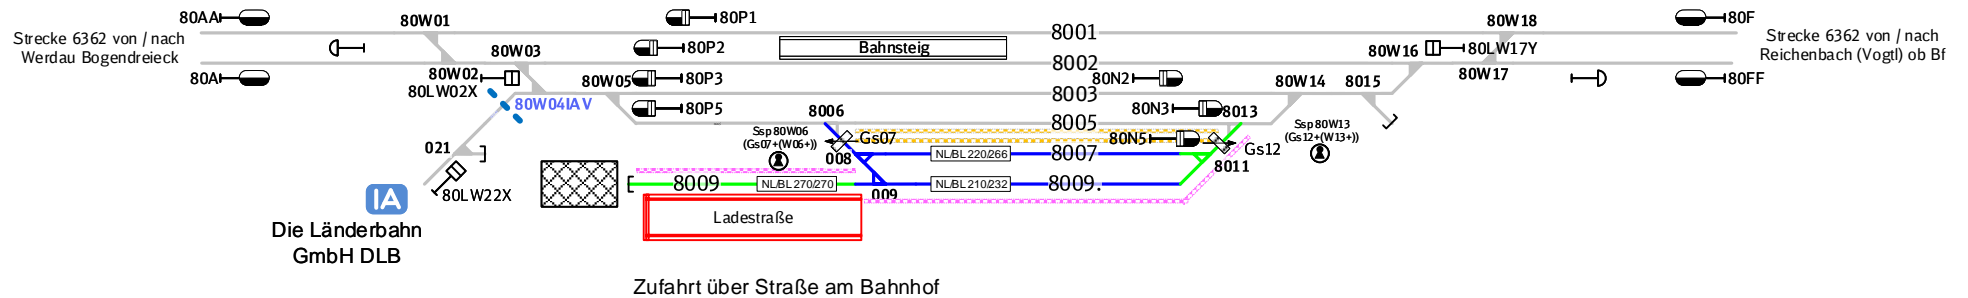 80AA
80W01
80P1
8001
80W18
80F
Strecke 6362 von / nach
Werdau Bogendreieck
80W03
80P2
Bahnsteig
8002
80W16
80LW17Y
Strecke 6362 von / nach
Reichenbach (Vogtl) ob Bf
80A
80W02
80LW02X
80W05
80P3
8003
80N2
80W14
8015
80W17
80FF
80W04IAV
80P5
8006
8005
80N3
8013
Ssp 80W06
(Gs07+(W06+))
Gs07
80N5
Gs12
Ssp 80W13
(Gs12+(W13+))
021
008
NL/BL 220/266
8007
8011
80LW22X
8009
NL/BL 270/270
009
NL/BL 210/232
8009.
IA
Ladestraße
Die Länderbahn
GmbH DLB
Zufahrt über Straße am Bahnhof